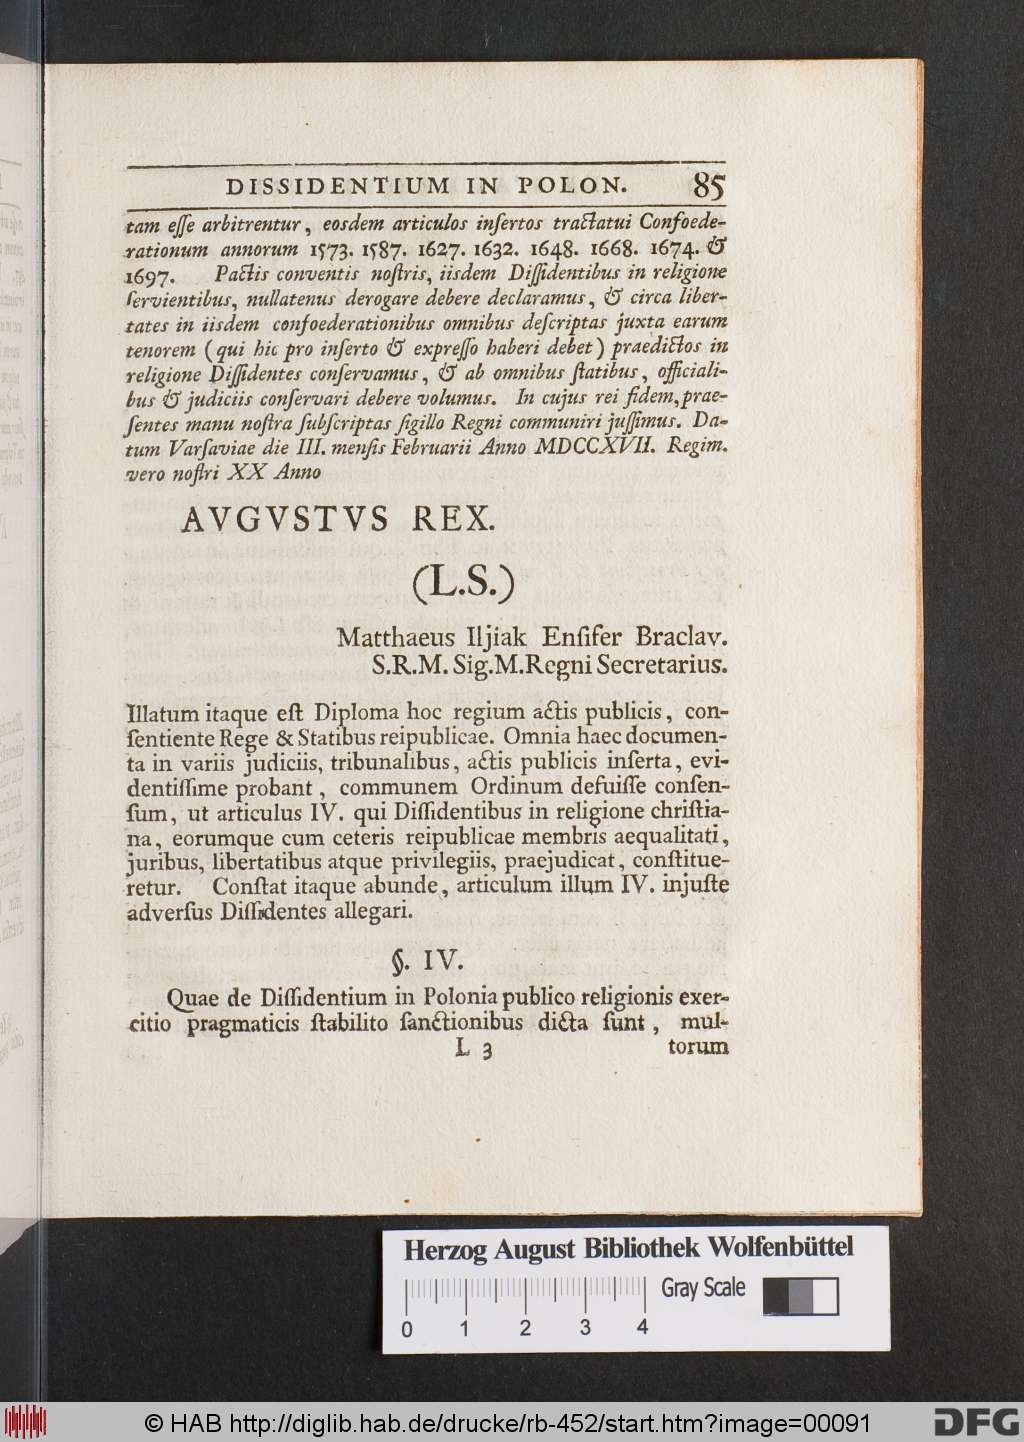 DISSIDENTIUM IN POLON. 85
tam eſſe arbitrentur, eosdem articulos inſertos tractatui Confoede-
rationum annorum 1573. 1587. 1627. 1632. 1648. 1668. 1674. &
1697. Pactis conventis noſtris, iisdem Diſſidentibus in religione
ſervientibus, nullatenus derogare debere declaramus, & circa liber-
tates in iisdem confoederationibus omnibus deſcriptas juxta earum
tenorem (qui hic pro inſerto & expreſſo haberi debet) praedictos in
religione Diſſidentes conſervamus, & ab omnibus ſtatibus, officiali-
bus & judiciis conſervari debere volumus. In cujus rei fidem, prae-
ſentes manu noſtra ſubſcriptas ſigillo Regni communiri juſſimus. Da-
tum Varſaviae die III. menſis Februarii Anno MDCCXVII. Regim.
vero noſtri XX Anno
AVGVSTVS REX.
(L.S.)
Matthaeus Iljiak Enſifer Braclav.
S.R.M. Sig.M.Regni Secretarius.
Illatum itaque eſt Diploma hoc regium actis publicis, con-
ſentiente Rege & Statibus reipublicae. Omnia haec documen-
ta in variis judiciis, tribunalibus, actis publicis inſerta, evi-
dentiſſime probant, communem Ordinum defuiſſe conſen-
ſum, ut articulus IV. qui Diſſidentibus in religione chriſtia-
na, eorumque cum ceteris reipublicae membris aequalitati,
juribus, libertatibus atque privilegiis, praejudicat, conſtitue-
retur. Conſtat itaque abunde, articulum illum IV. injuſte
adverſus Diſſidentes allegari.
§. IV.
Quae de Diſſidentium in Polonia publico religionis exer-
citio pragmaticis ſtabilito ſanctionibus dicta ſunt, mul-
L 3 torum
Herzog August Bibliothek Wolfenbüttel
Gray Scale
0 1 2 3 4
© HAB http://diglib.hab.de/drucke/rb-452/start.htm?image=00091
DFG